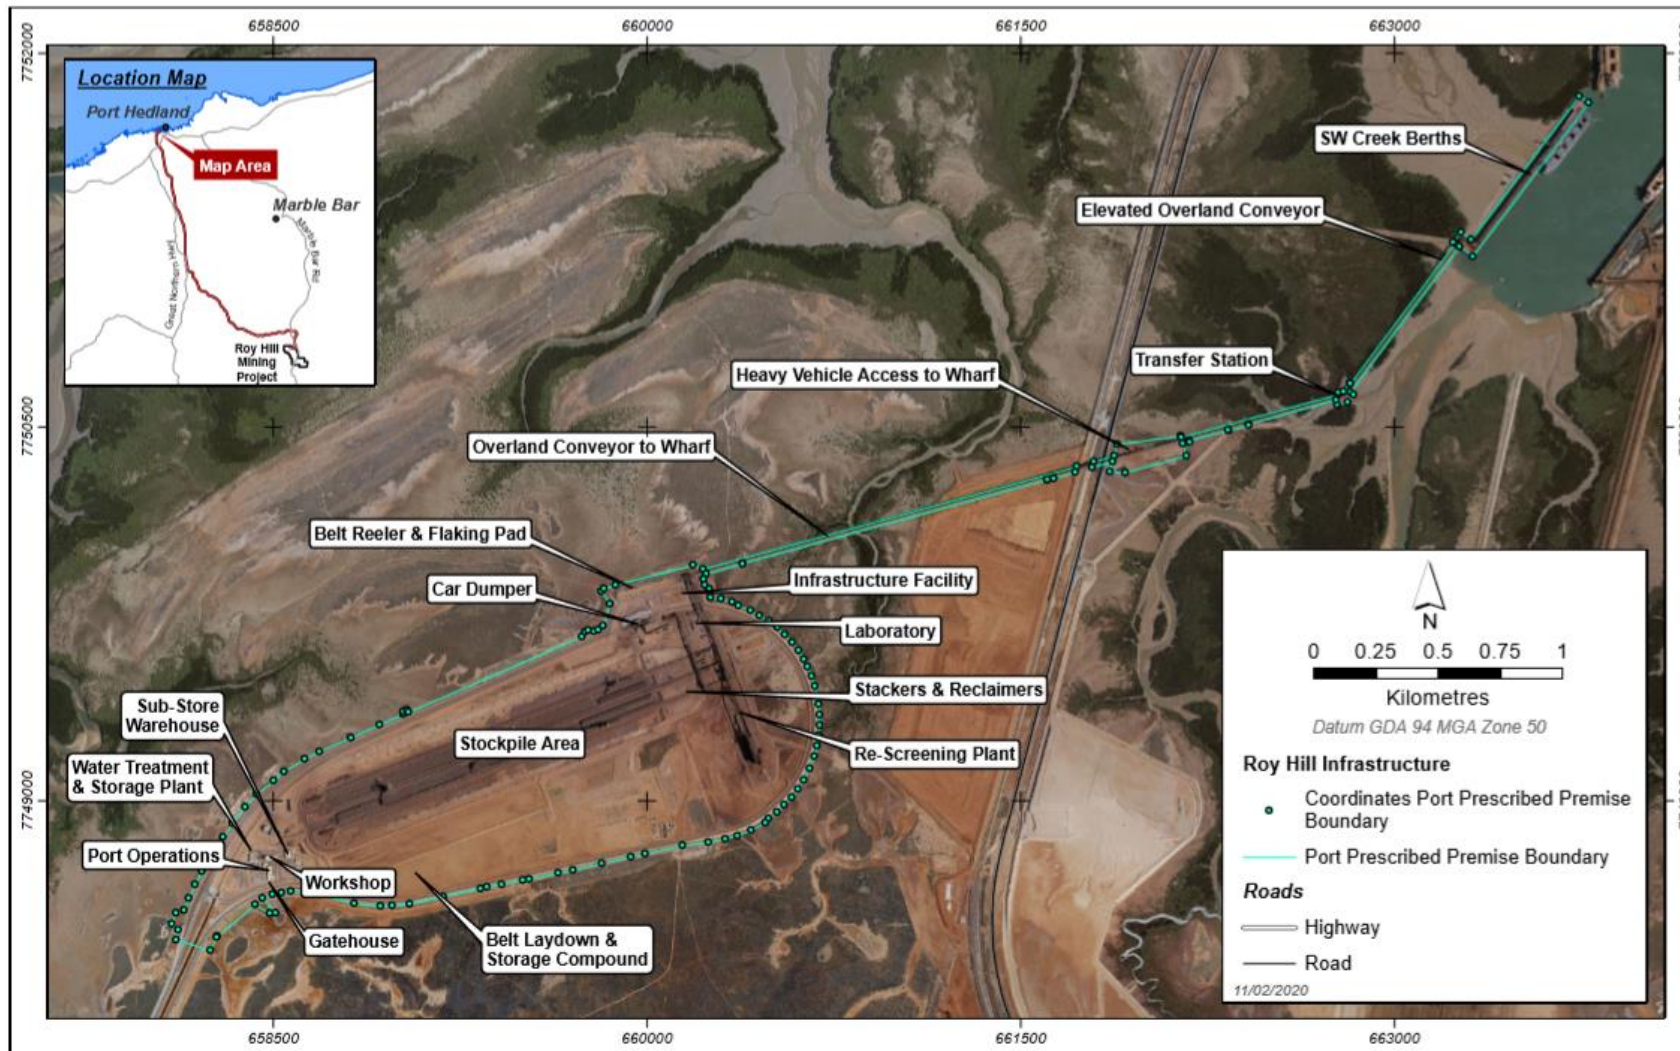 658500
660000
661500
663000
7752000
7750500
7749000
Location Map
Port Hedland
Map Area
Marble Bar
Marble Bar Rd
Great Northern Hwy
Roy Hill
Mining
Project
SW Creek Berths
Elevated Overland Conveyor
Transfer Station
Heavy Vehicle Access to Wharf
Overland Conveyor to Wharf
Belt Reeler & Flaking Pad
Infrastructure Facility
Car Dumper
Laboratory
Stackers & Reclaimers
Sub-Store
Warehouse
Stockpile Area
Re-Screening Plant
Water Treatment
& Storage Plant
Port Operations
Workshop
Gatehouse
Belt Laydown &
Storage Compound
N
0 0.25 0.5 0.75 1
Kilometres
Datum GDA 94 MGA Zone 50
Roy Hill Infrastructure
Coordinates Port Prescribed Premise
Boundary
Port Prescribed Premise Boundary
Roads
Highway
Road
11/02/2020
658500
660000
661500
663000